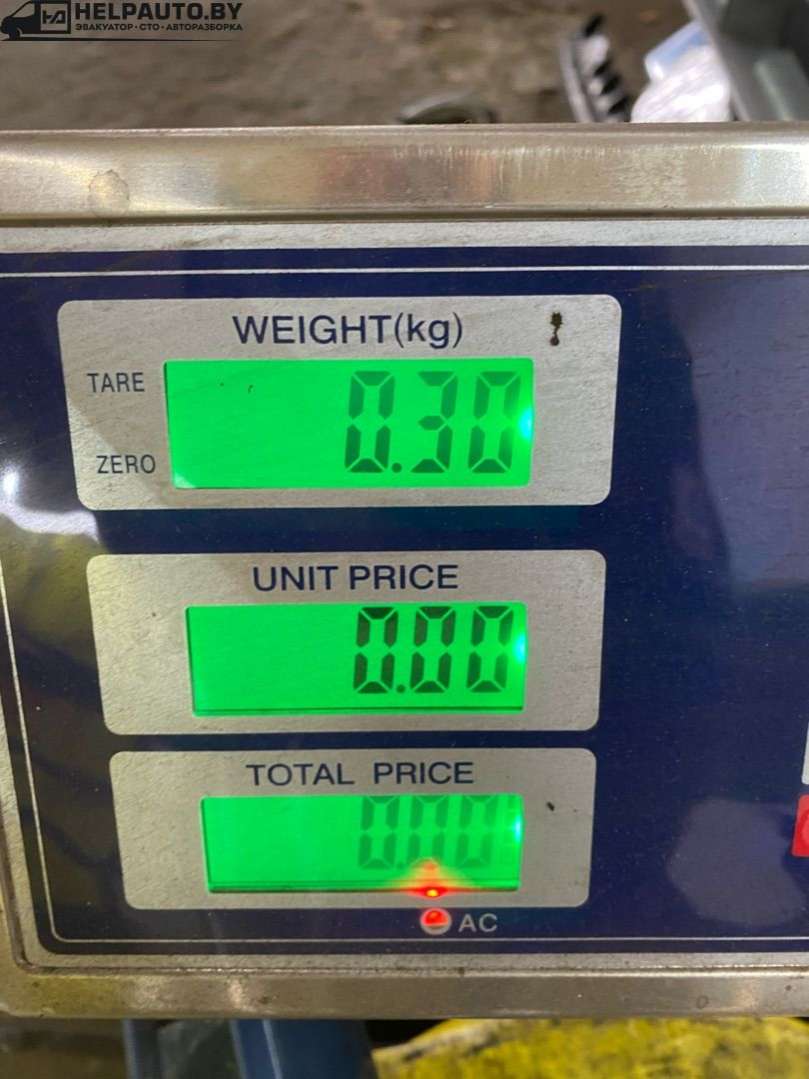 HELPAUTO.BY
ЭВАКУАТОР • СТО • АВТОРАЗБОРКА
WEIGHT(kg)
TARE
0.30
ZERO
UNIT PRICE
0.00
TOTAL PRICE
0.00
AC